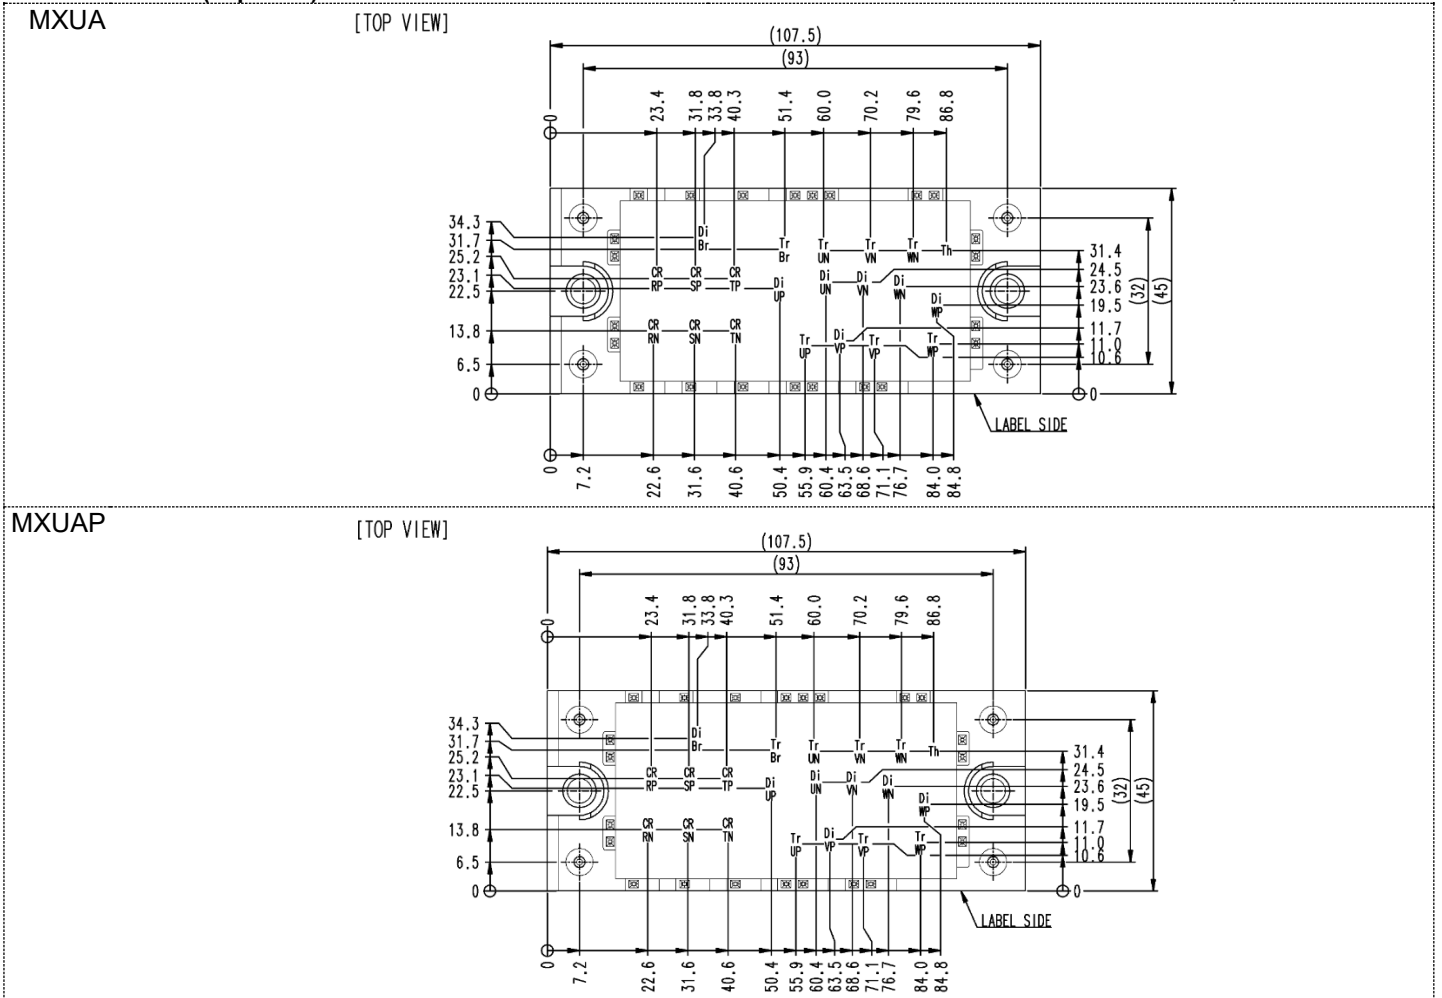 MXUA
[TOP VIEW]
(107.5)
(93)
0 23.4 31.8 33.8 40.3 51.4 60.0 70.2 79.6 86.8
34.3
31.7
25.2
23.1
22.5
13.8
6.5
0
Di Br
Tr Br
Tr UN
Tr VN
Tr WN
Th
CR RP
CR SP
CR TP
Di UP
Di UN
Di VN
Di WN
Di WP
CR RN
CR SN
CR TN
Tr UP
Di VP
Tr VP
Tr WP
31.4
24.5
23.6
19.5
11.7
11.0
10.6
0
(32)
(45)
LABEL SIDE
0 7.2 22.6 31.6 40.6 50.4 55.9 60.4 63.5 68.6 71.1 76.7 84.0 84.8
MXUAP
[TOP VIEW]
(107.5)
(93)
0 23.4 31.8 33.8 40.3 51.4 60.0 70.2 79.6 86.8
34.3
31.7
25.2
23.1
22.5
13.8
6.5
0
Di Br
Tr Br
Tr UN
Tr VN
Tr WN
Th
CR RP
CR SP
CR TP
Di UP
Di UN
Di VN
Di WN
Di WP
CR RN
CR SN
CR TN
Tr UP
Di VP
Tr VP
Tr WP
31.4
24.5
23.6
19.5
11.7
11.0
10.6
0
(32)
(45)
LABEL SIDE
0 7.2 22.6 31.6 40.6 50.4 55.9 60.4 63.5 68.6 71.1 76.7 84.0 84.8